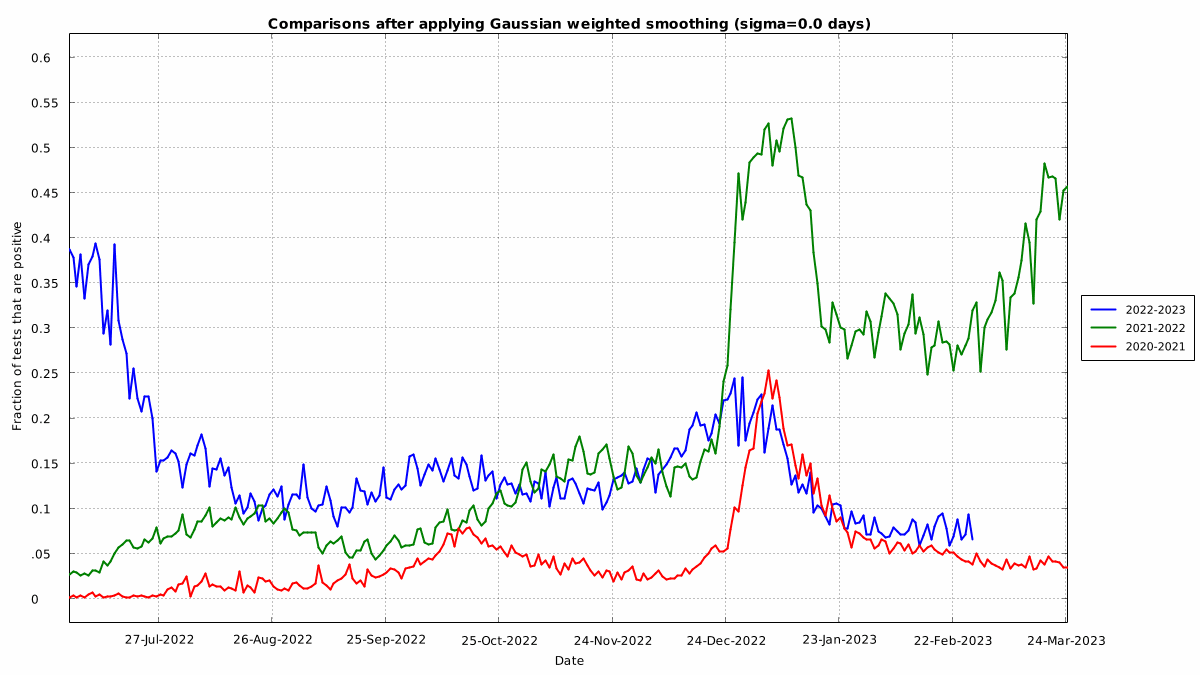 Comparisons after applying Gaussian weighted smoothing (sigma=0.0 days)
0.6
0.55
0.5
0.45
0.4
0.35
0.3
0.25
0.2
0.15
0.1
.05
0
Fraction of tests that are positive
27-Jul-2022
26-Aug-2022
25-Sep-2022
25-Oct-2022
24-Nov-2022
24-Dec-2022
23-Jan-2023
22-Feb-2023
24-Mar-2023
Date
2022-2023
2021-2022
2020-2021